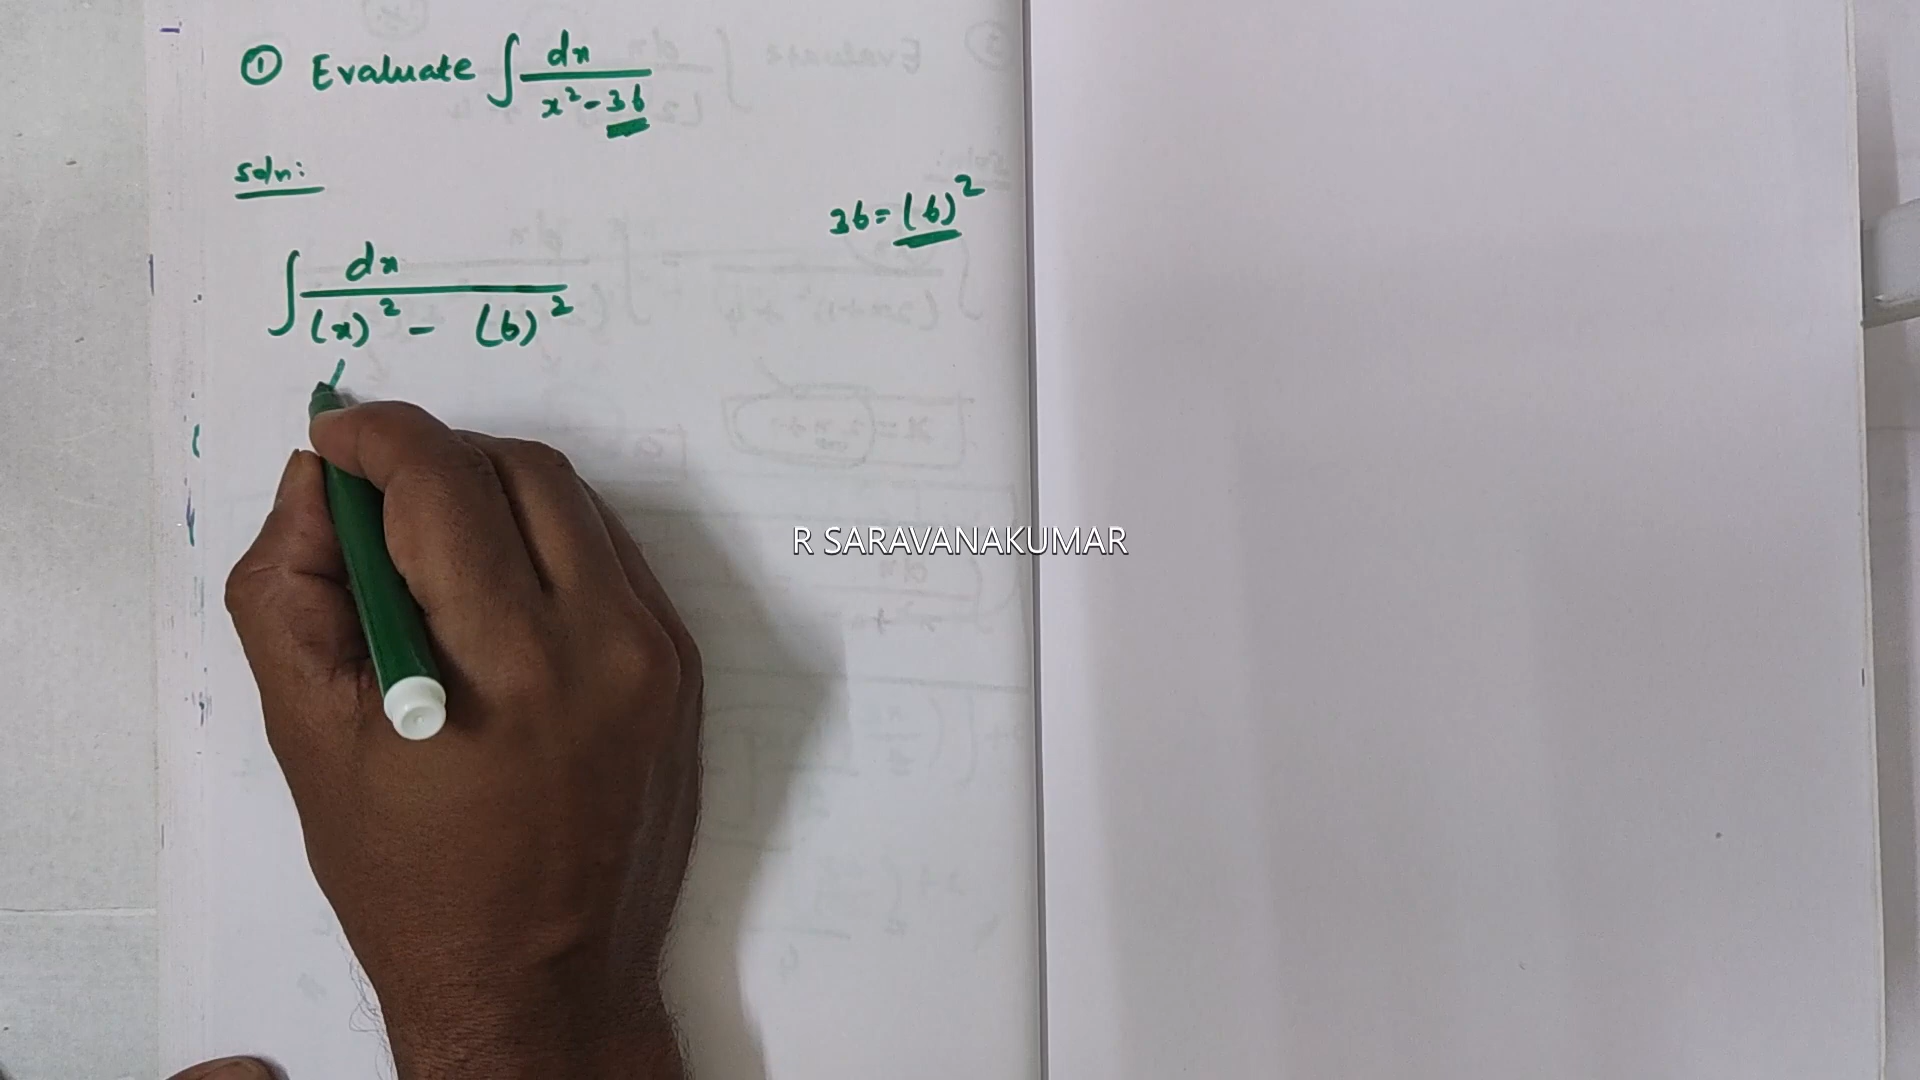 ① Evaluate ∫ dx / x² - 36
Soln:
36 = (6)²
∫ dx / (x)² - (6)²
R SARAVANAKUMAR